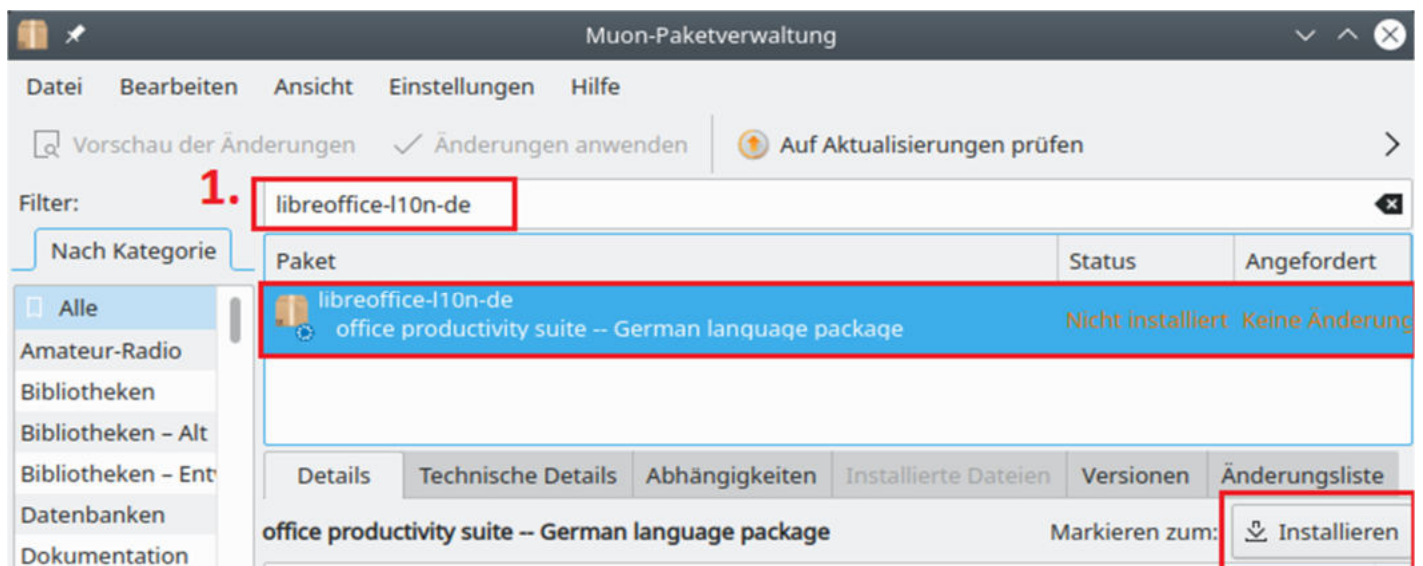 Muon-Paketverwaltung
Datei Bearbeiten Ansicht Einstellungen Hilfe
Vorschau der Änderungen Änderungen anwenden Auf Aktualisierungen prüfen
Filter: 1. libreoffice-l10n-de
Nach Kategorie
Paket Status Angefordert
Alle
libreoffice-l10n-de
office productivity suite -- German language package Nicht installiert Keine Änderung
Amateur-Radio
Bibliotheken
Bibliotheken – Alt
Bibliotheken – Ent
Datenbanken
Dokumentation
Details Technische Details Abhängigkeiten Installierte Dateien Versionen Änderungsliste
office productivity suite -- German language package Markieren zum: Installieren